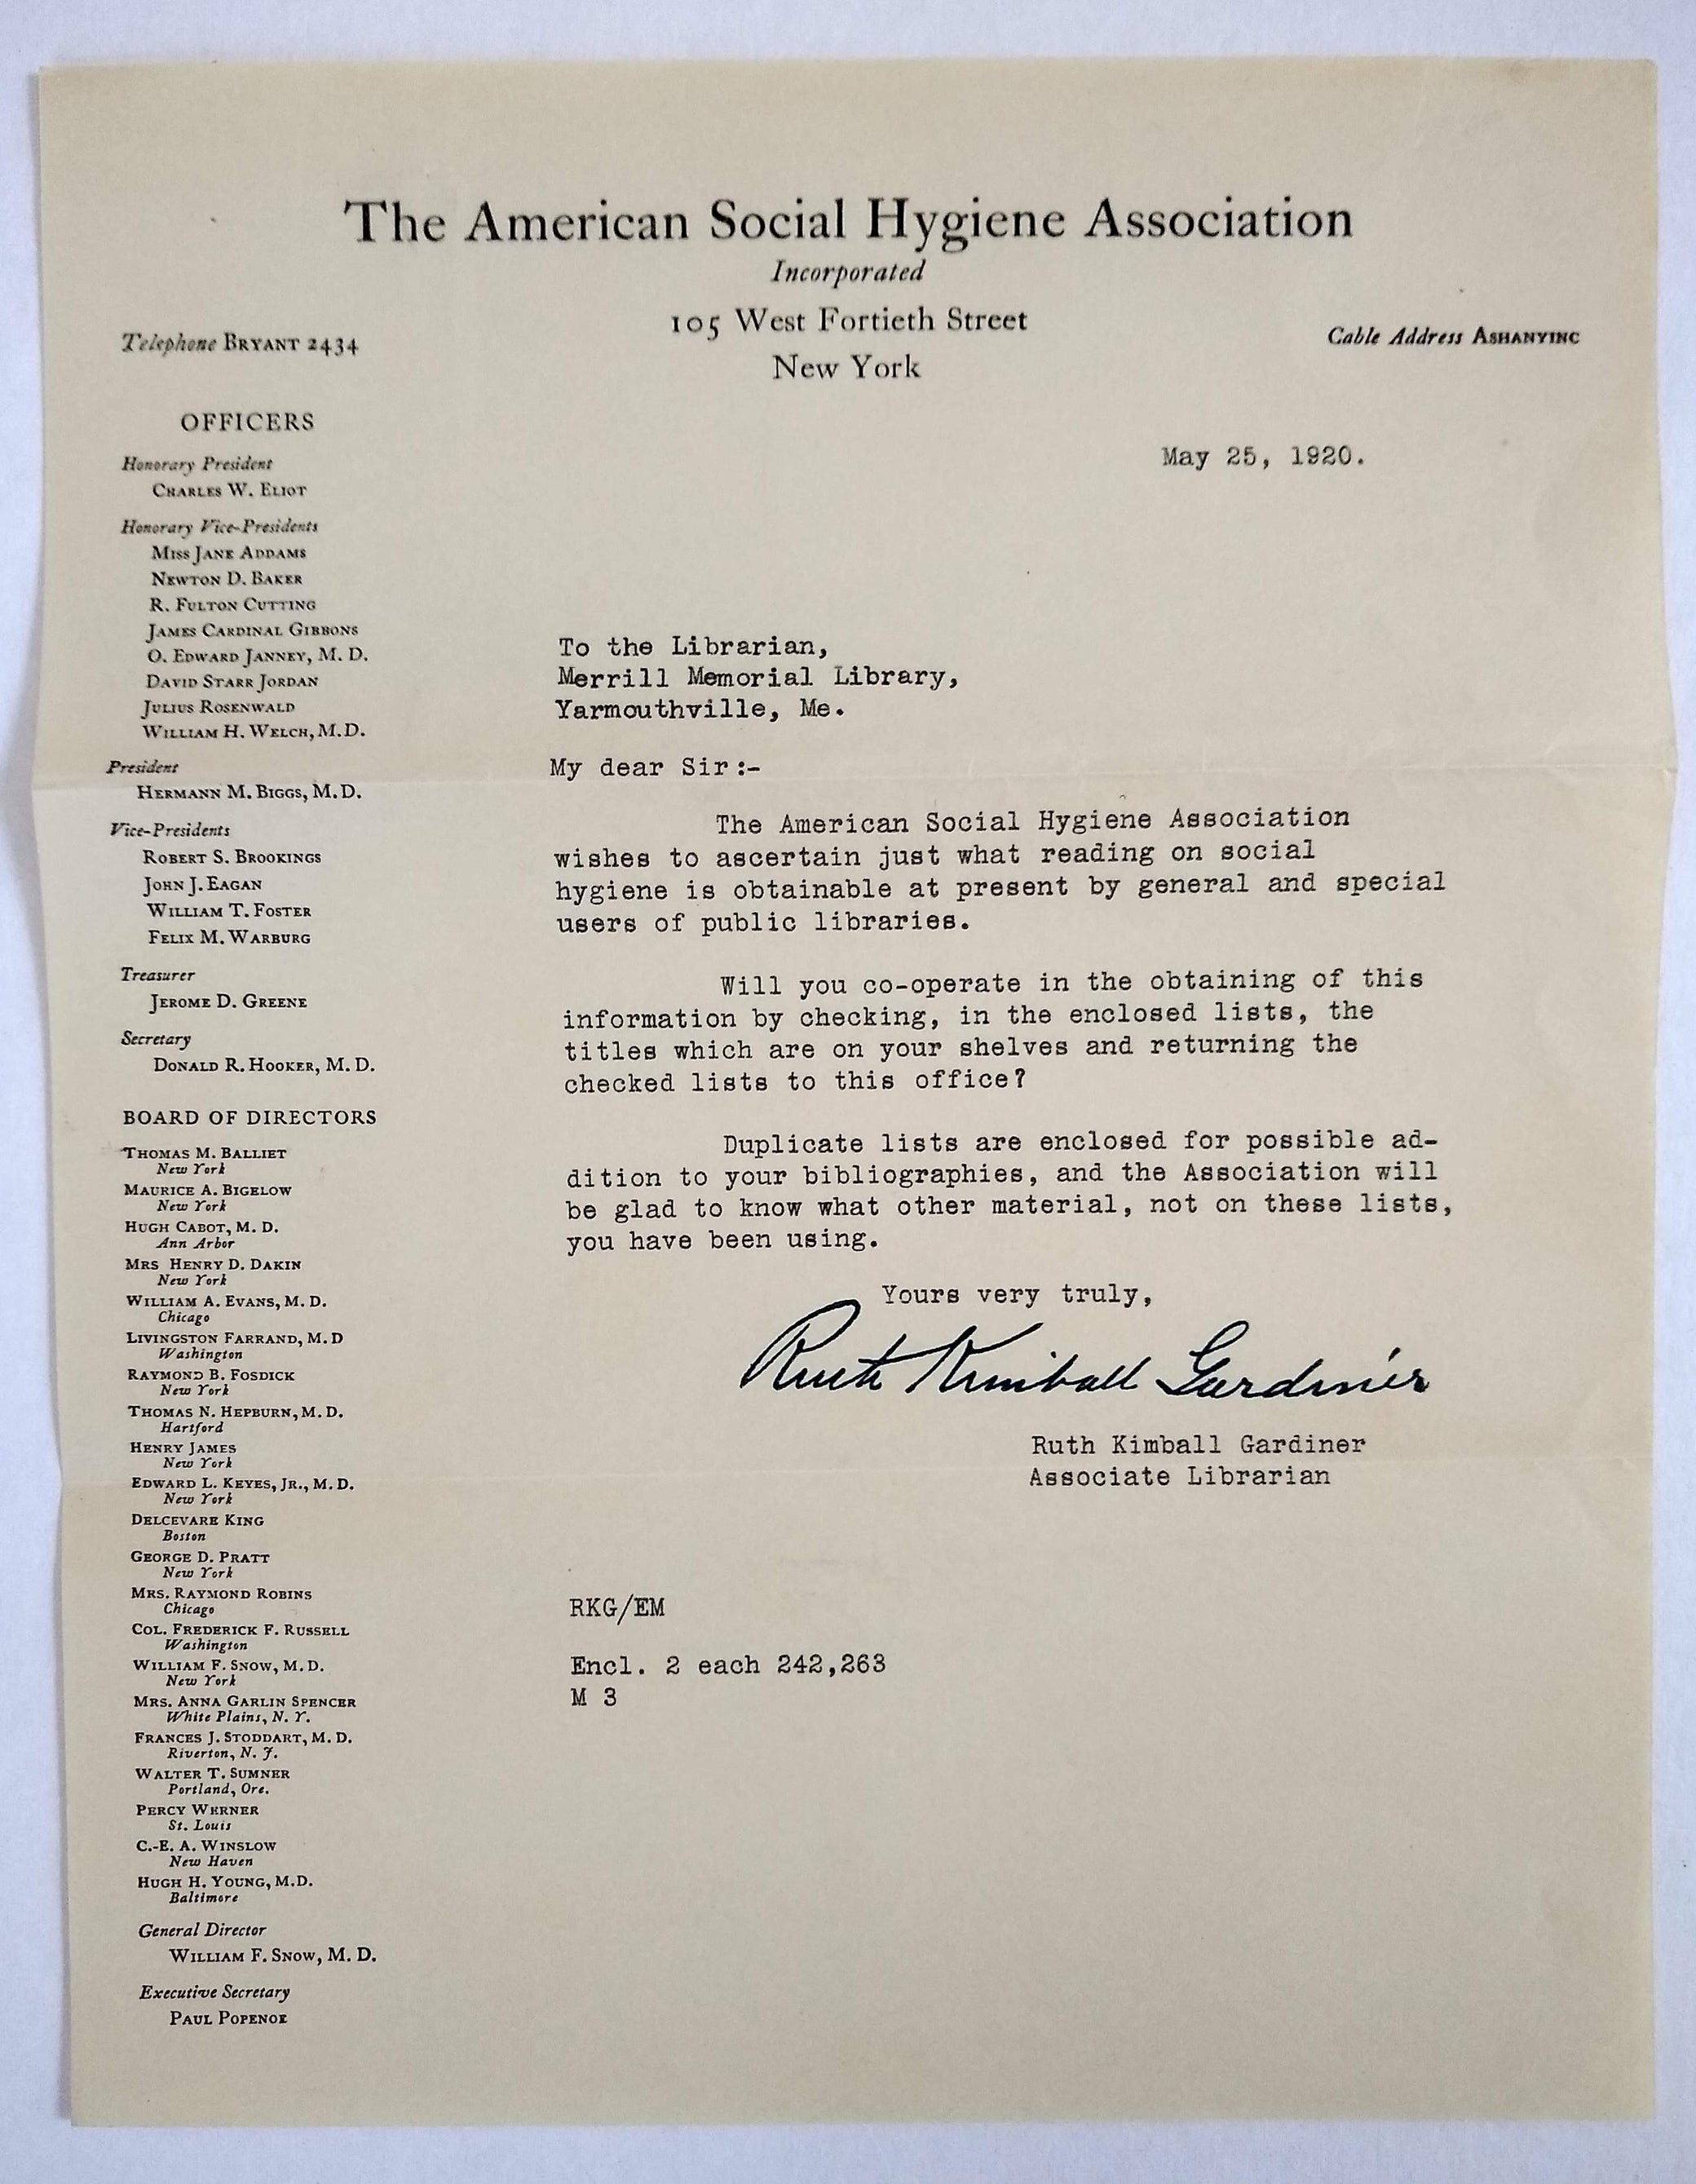 The American Social Hygiene Association
Incorporated
105 West Fortieth Street
New York
Telephone BRYANT 2434
Cable Address ASHANYINC
OFFICERS
Honorary President
CHARLES W. ELIOT
Honorary Vice-Presidents
MISS JANE ADDAMS
NEWTON D. BAKER
R. FULTON CUTTING
JAMES CARDINAL GIBBONS
O. EDWARD JANNEY, M. D.
DAVID STARR JORDAN
JULIUS ROSENWALD
WILLIAM H. WELCH, M.D.
President
HERMANN M. BIGGS, M.D.
Vice-Presidents
ROBERT S. BROOKINGS
JOHN J. EAGAN
WILLIAM T. FOSTER
FELIX M. WARBURG
Treasurer
JEROME D. GREENE
Secretary
DONALD R. HOOKER, M. D.
BOARD OF DIRECTORS
THOMAS M. BALLIET
New York
MAURICE A. BIGELOW
New York
HUGH CABOT, M. D.
Ann Arbor
MRS HENRY D. DAKIN
New York
WILLIAM A. EVANS, M. D.
Chicago
LIVINGSTON FARRAND, M. D
Washington
RAYMOND B. FOSDICK
New York
THOMAS N. HEPBURN, M. D.
Hartford
HENRY JAMES
New York
EDWARD L. KEYES, JR., M. D.
New York
DELCEVARE KING
Boston
GEORGE D. PRATT
New York
MRS. RAYMOND ROBINS
Chicago
COL. FREDERICK F. RUSSELL
Washington
WILLIAM F. SNOW, M. D.
New York
MRS. ANNA GARLIN SPENCER
White Plains, N. Y.
FRANCES J. STODDART, M. D.
Riverton, N. J.
WALTER T. SUMNER
Portland, Ore.
PERCY WERNER
St. Louis
C.-E. A. WINSLOW
New Haven
HUGH H. YOUNG, M.D.
Baltimore
General Director
WILLIAM F. SNOW, M. D.
Executive Secretary
PAUL POPENOE
May 25, 1920.
To the Librarian,
Merrill Memorial Library,
Yarmouthville, Me.
My dear Sir:-
The American Social Hygiene Association
wishes to ascertain just what reading on social
hygiene is obtainable at present by general and special
users of public libraries.
Will you co-operate in the obtaining of this
information by checking, in the enclosed lists, the
titles which are on your shelves and returning the
checked lists to this office?
Duplicate lists are enclosed for possible ad-
dition to your bibliographies, and the Association will
be glad to know what other material, not on these lists,
you have been using.
Yours very truly,
Ruth Kimball Gardiner
Ruth Kimball Gardiner
Associate Librarian
RKG/EM
Encl. 2 each 242,263
M 3